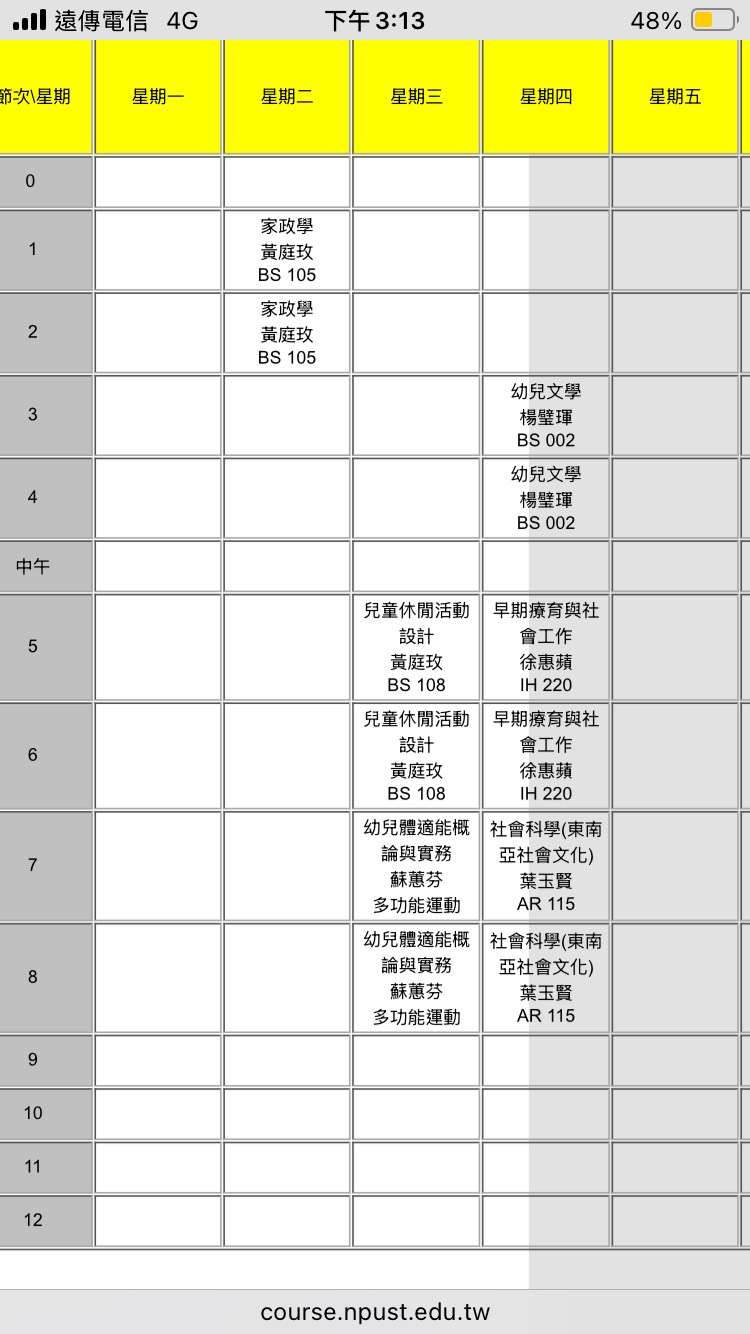 遠傳電信 4G 下午 3:13 48%
節次\星期 星期一 星期二 星期三 星期四 星期五
0
1
家政學
黃庭玫
BS 105
2
家政學
黃庭玫
BS 105
3
幼兒文學
楊璧琿
BS 002
4
幼兒文學
楊璧琿
BS 002
中午
5
兒童休閒活動
設計
黃庭玫
BS 108
早期療育與社
會工作
徐惠蘋
IH 220
6
兒童休閒活動
設計
黃庭玫
BS 108
早期療育與社
會工作
徐惠蘋
IH 220
7
幼兒體適能概
論與實務
蘇蕙芬
多功能運動
社會科學(東南
亞社會文化)
葉玉賢
AR 115
8
幼兒體適能概
論與實務
蘇蕙芬
多功能運動
社會科學(東南
亞社會文化)
葉玉賢
AR 115
9
10
11
12
course.npust.edu.tw